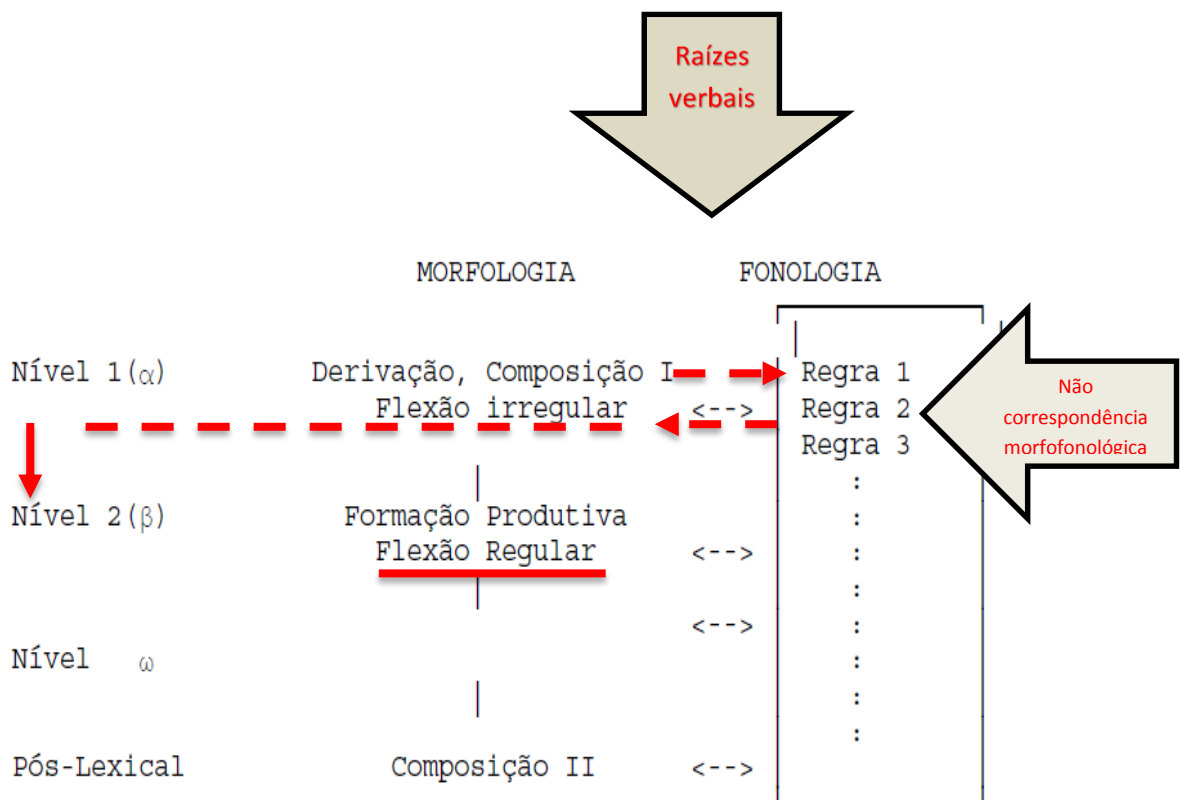 Raízes
verbais
MORFOLOGIA FONOLOGIA
Nível 1(α) Derivação, Composição I Regra 1
Flexão irregular <--> Regra 2
Regra 3
Não
correspondência
morfofonológica
:
Nível 2(β) Formação Produtiva :
Flexão Regular <--> :
:
<--> :
Nível ω :
:
:
Pós-Lexical Composição II <-->